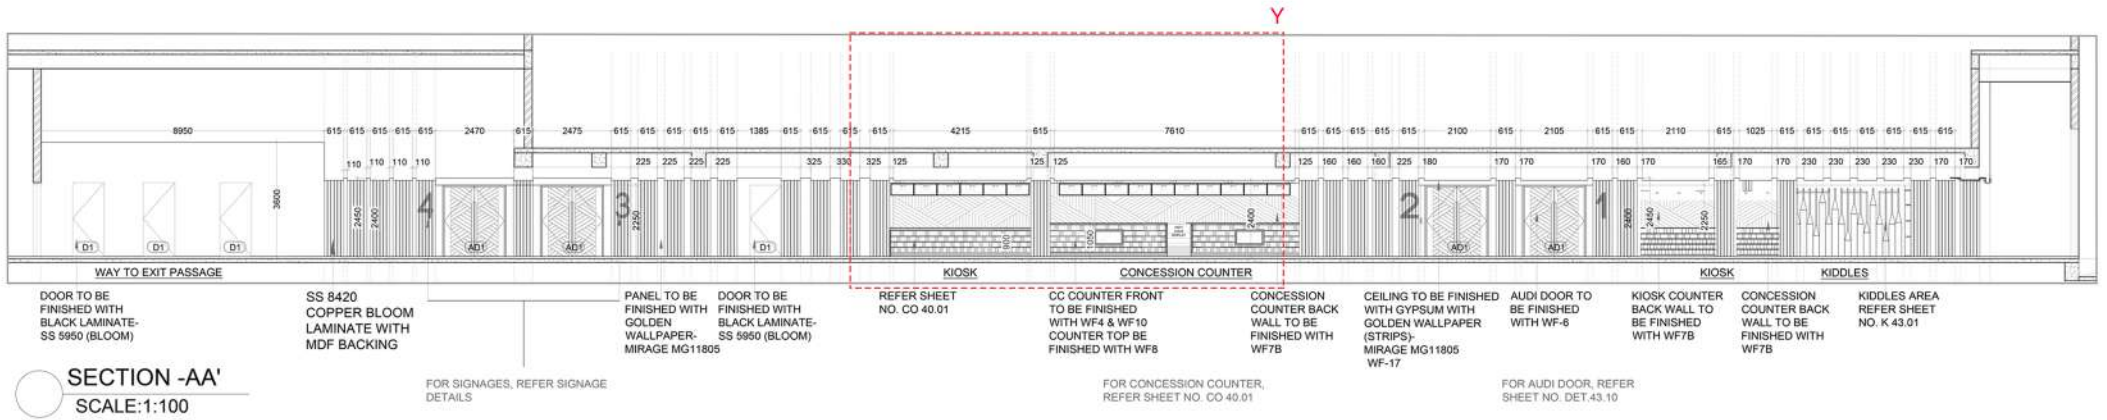 Y
8950 615 615 615 615 615 2470 615 2475 615 615 615 615 615 1385 615 615 615 615 4215 615 7610 615 615 615 615 615 2100 615 2105 615 615 2110 615 1025 615 615 615 615 615 615 615
110 110 110 110 225 225 225 225 325 330 325 125 125 125 125 160 160 160 225 180 170 170 170 160 170 165 170 170 230 230 230 230 230 170 170
3600 2450 2400 4 3 2250 900 1050 2400 2 1 2400 2450 2250
D1 D1 D1 AD1 AD1 D1 AD1 AD1
WAY TO EXIT PASSAGE
KIOSK
CONCESSION COUNTER
KIOSK
KIDDLES
DOOR TO BE
FINISHED WITH
BLACK LAMINATE-
SS 5950 (BLOOM)
SS 8420
COPPER BLOOM
LAMINATE WITH
MDF BACKING
PANEL TO BE
FINISHED WITH
GOLDEN
WALLPAPER-
MIRAGE MG11805
DOOR TO BE
FINISHED WITH
BLACK LAMINATE-
SS 5950 (BLOOM)
REFER SHEET
NO. CO 40.01
CC COUNTER FRONT
TO BE FINISHED
WITH WF4 & WF10
COUNTER TOP BE
FINISHED WITH WF8
CONCESSION
COUNTER BACK
WALL TO BE
FINISHED WITH
WF7B
CEILING TO BE FINISHED
WITH GYPSUM WITH
GOLDEN WALLPAPER
(STRIPS)-
MIRAGE MG11805
WF-17
AUDI DOOR TO
BE FINISHED
WITH WF-6
KIOSK COUNTER
BACK WALL TO
BE FINISHED
WITH WF7B
CONCESSION
COUNTER BACK
WALL TO BE
FINISHED WITH
WF7B
KIDDLES AREA
REFER SHEET
NO. K 43.01
SECTION -AA'
SCALE:1:100
FOR SIGNAGES, REFER SIGNAGE
DETAILS
FOR CONCESSION COUNTER,
REFER SHEET NO. CO 40.01
FOR AUDI DOOR, REFER
SHEET NO. DET.43.10